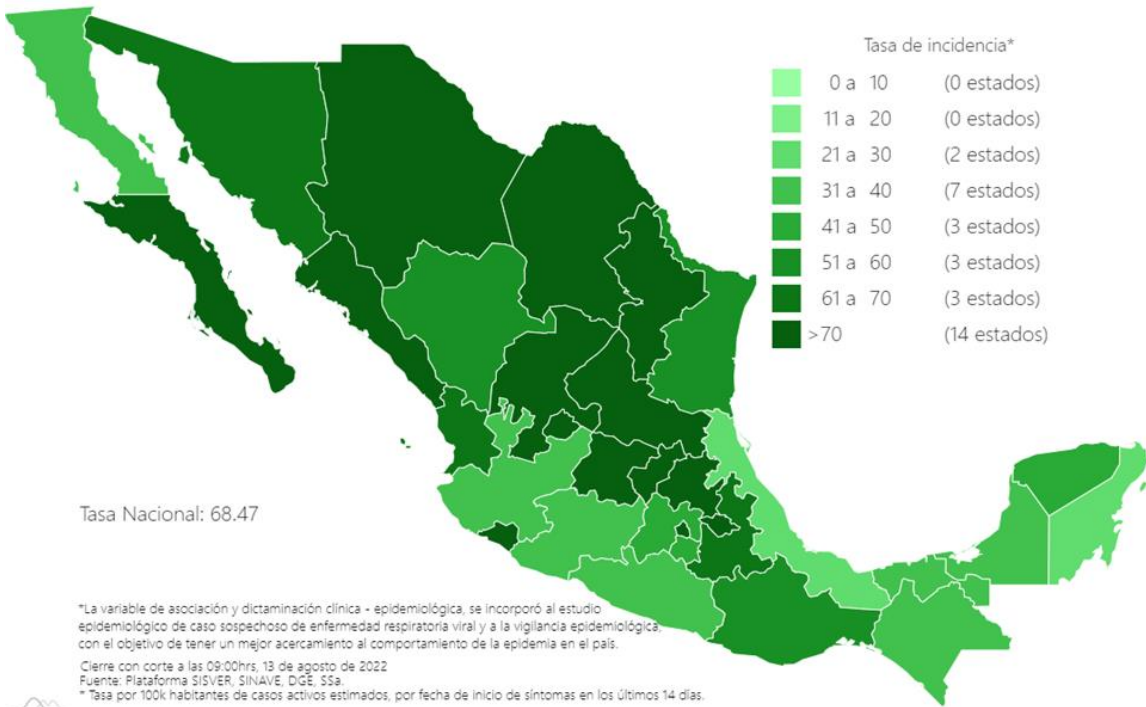 Tasa de incidencia*
0 a 10 (0 estados)
11 a 20 (0 estados)
21 a 30 (2 estados)
31 a 40 (7 estados)
41 a 50 (3 estados)
51 a 60 (3 estados)
61 a 70 (3 estados)
>70 (14 estados)
Tasa Nacional: 68.47
*La variable de asociación y dictaminación clínica - epidemiológica, se incorporó al estudio
epidemiológico de caso sospechoso de enfermedad respiratoria viral y a la vigilancia epidemiológica,
con el objetivo de tener un mejor acercamiento al comportamiento de la epidemia en el país.
Cierre con corte a las 09:00hrs, 13 de agosto de 2022
Fuente: Plataforma SISVER, SINAVE, DGE, SSa.
* Tasa por 100k habitantes de casos activos estimados, por fecha de inicio de síntomas en los últimos 14 días.